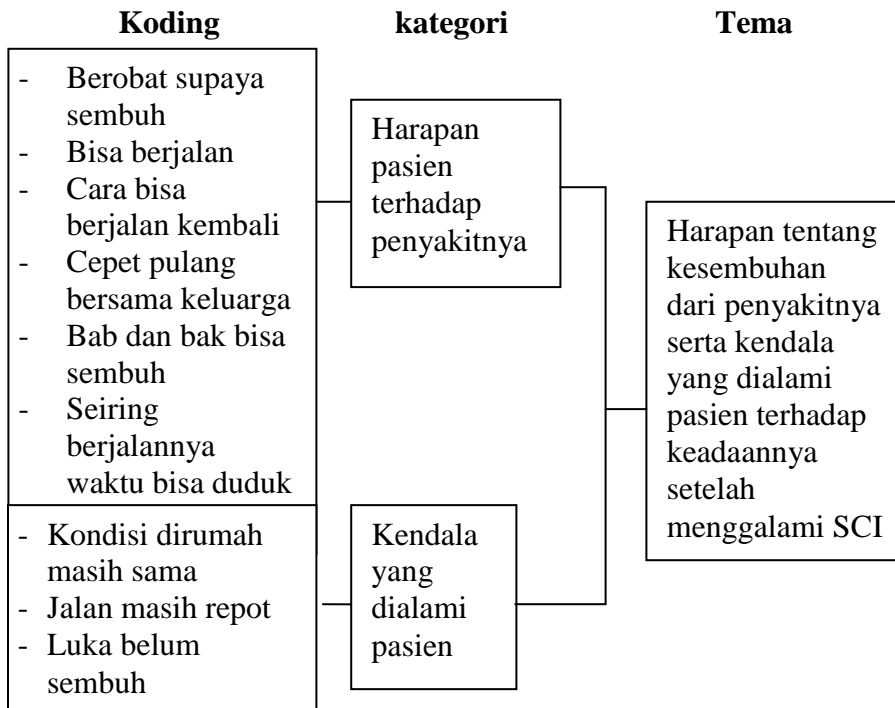 Koding kategori Tema
- Berobat supaya
sembuh
- Bisa berjalan
- Cara bisa
berjalan kembali
- Cepet pulang
bersama keluarga
- Bab dan bak bisa
sembuh
- Seiring
berjalannya
waktu bisa duduk
- Kondisi dirumah
masih sama
- Jalan masih repot
- Luka belum
sembuh
Harapan
pasien
terhadap
penyakitnya
Kendala
yang
dialami
pasien
Harapan tentang
kesembuhan
dari penyakitnya
serta kendala
yang dialami
pasien terhadap
keadaannya
setelah
menggalami SCI